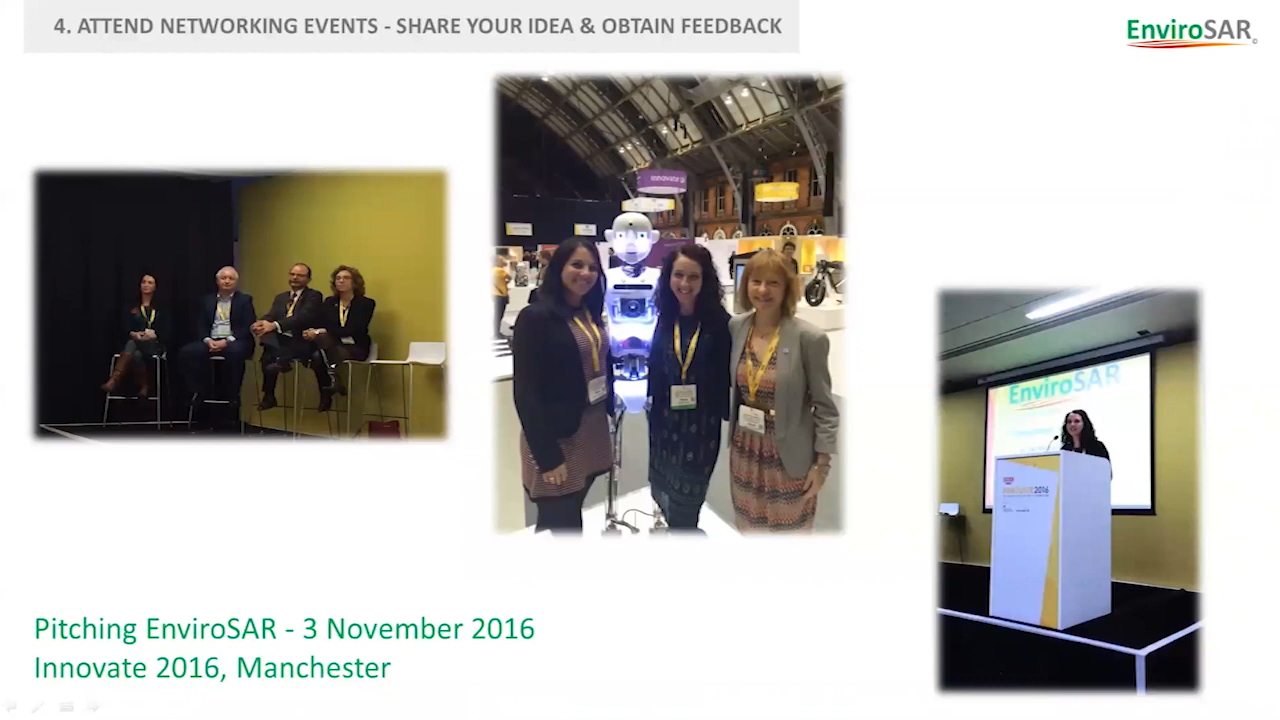 4. ATTEND NETWORKING EVENTS - SHARE YOUR IDEA & OBTAIN FEEDBACK
EnviroSAR
innovate
EnviroSAR
2016
Pitching EnviroSAR - 3 November 2016
Innovate 2016, Manchester